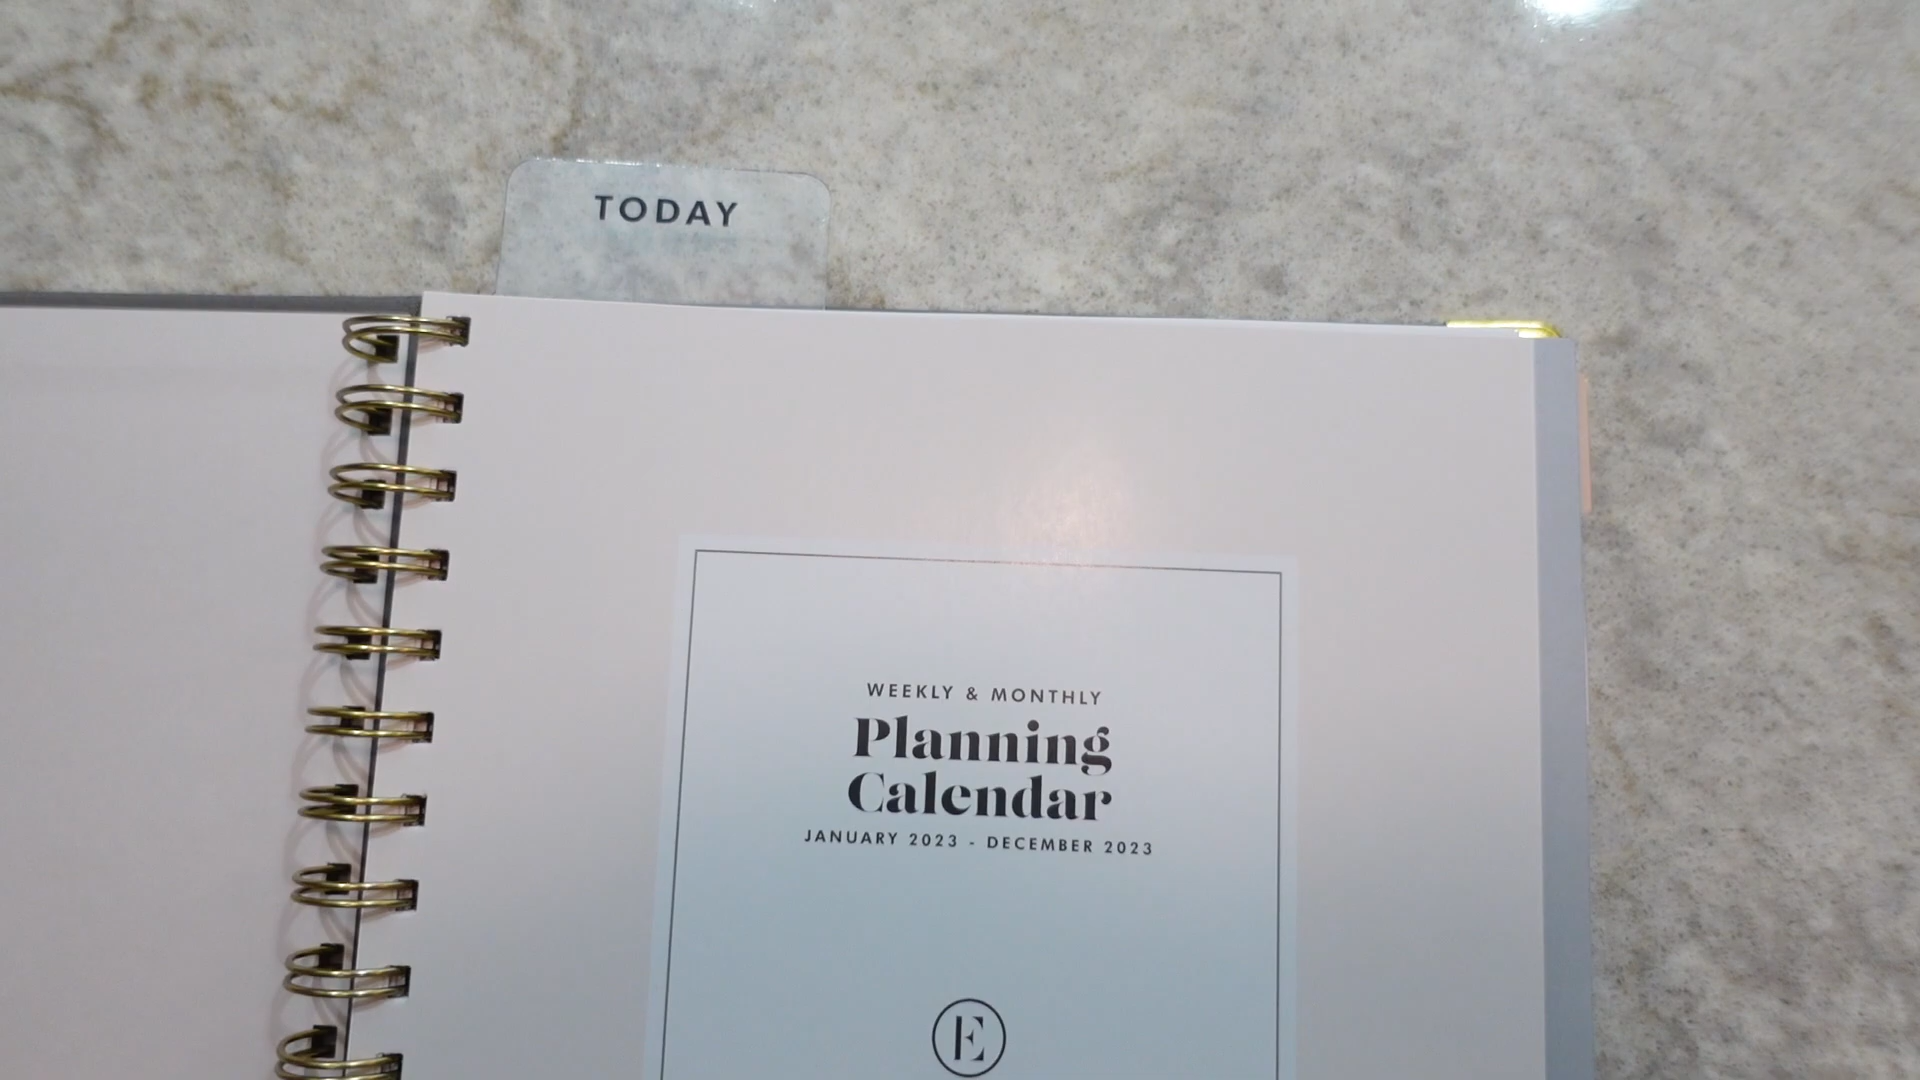 TODAY
WEEKLY & MONTHLY
Planning
Calendar
JANUARY 2023 - DECEMBER 2023
E